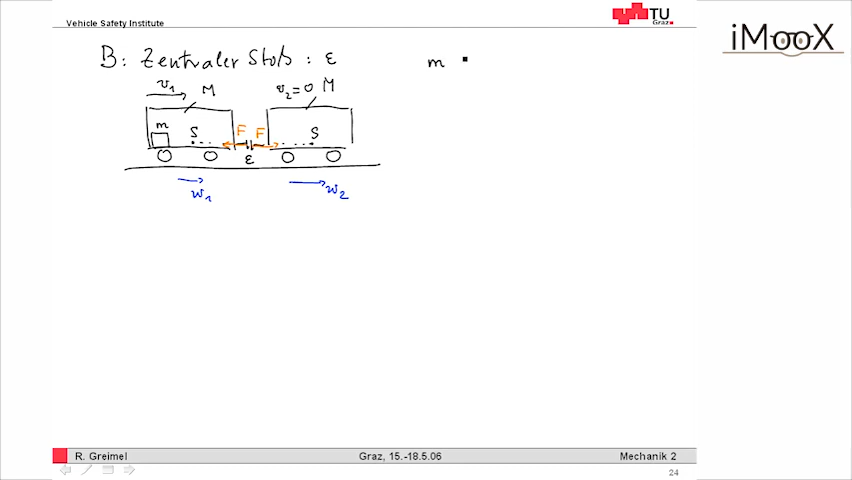 Vehicle Safety Institute
TU
Graz
iMooX
B: Zentraler Stoß: ε
m
v₁ M v₂=0 M
m S F F S
ε
w₁ w₂
R. Greimel Graz, 15.-18.5.06 Mechanik 2
24